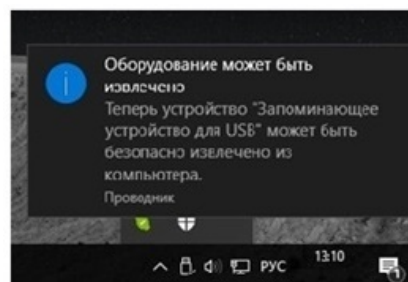 Оборудование может быть
извлечено
Теперь устройство "Запоминающее
устройство для USB" может быть
безопасно извлечено из
компьютера.
Проводник
РУС
13:10
1